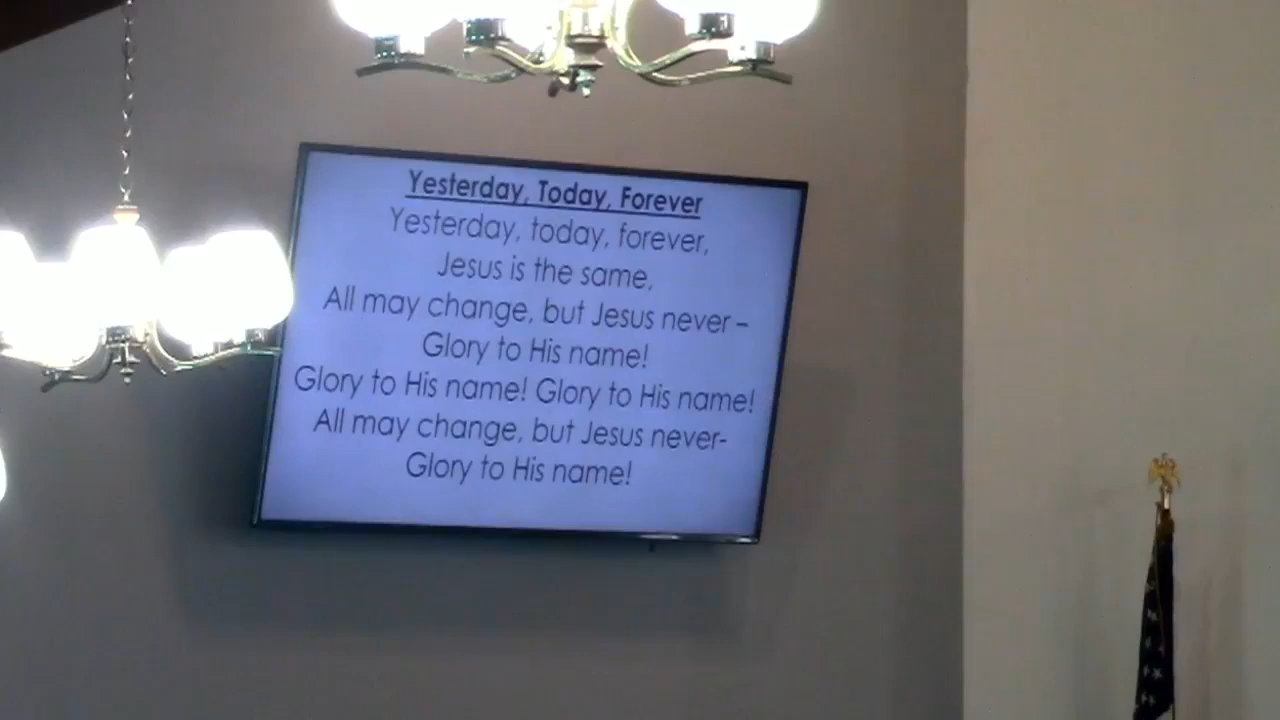 Yesterday, Today, Forever
Yesterday, today, forever,
Jesus is the same,
All may change, but Jesus never –
Glory to His name!
Glory to His name! Glory to His name!
All may change, but Jesus never-
Glory to His name!